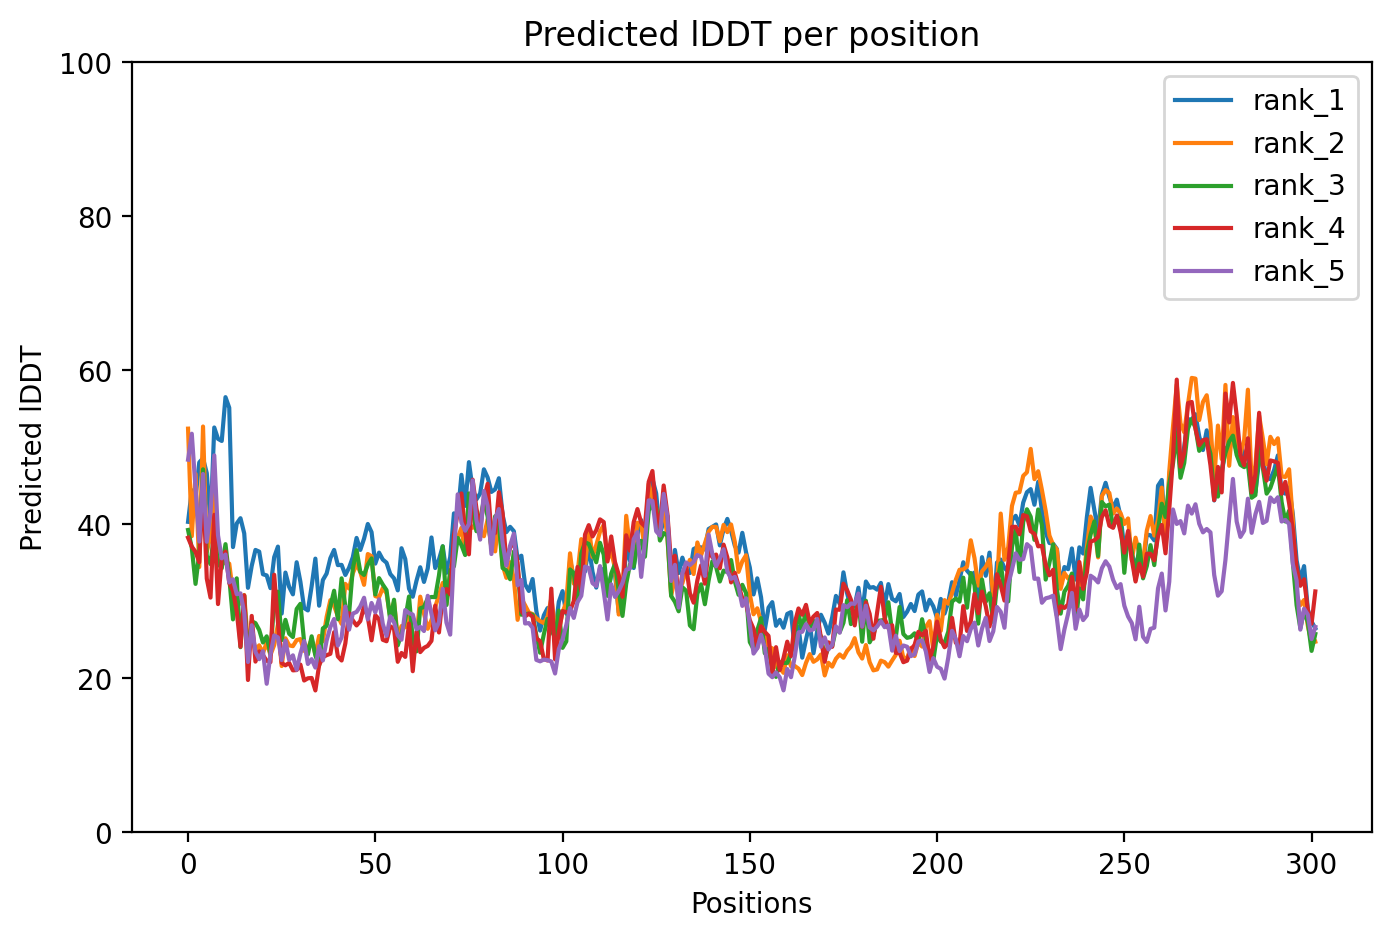 Predicted lDDT per position
100
80
60
40
20
0
Predicted lDDT
0 50 100 150 200 250 300
Positions
rank_1
rank_2
rank_3
rank_4
rank_5